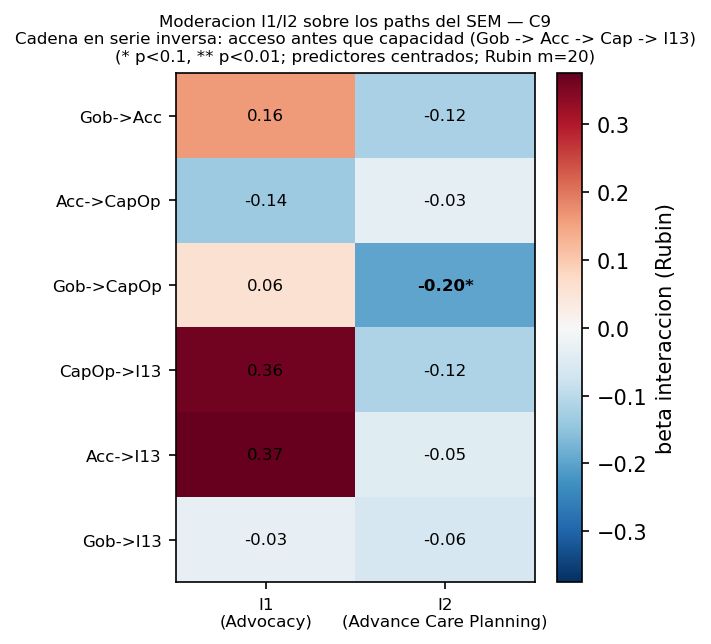 Moderacion I1/I2 sobre los paths del SEM — C9
Cadena en serie inversa: acceso antes que capacidad (Gob -> Acc -> Cap -> I13)
(* p<0.1, ** p<0.01; predictores centrados; Rubin m=20)
Gob->Acc 0.16 -0.12
Acc->CapOp -0.14 -0.03
Gob->CapOp 0.06 -0.20*
CapOp->I13 0.36 -0.12
Acc->I13 0.37 -0.05
Gob->I13 -0.03 -0.06
I1 I2
(Advocacy) (Advance Care Planning)
0.3
0.2
0.1
0.0
−0.1
−0.2
−0.3
beta interaccion (Rubin)